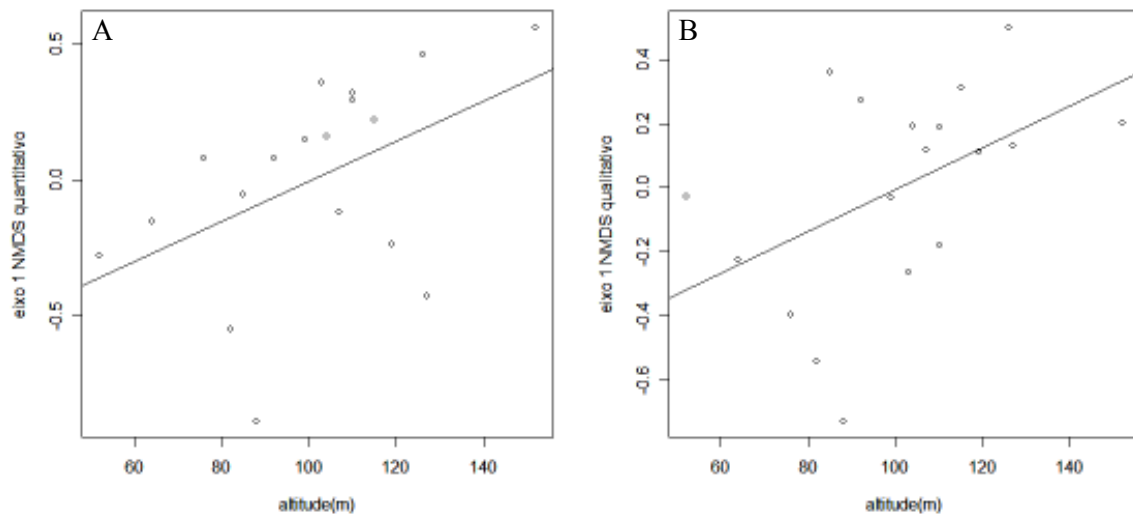 A
eixo 1 NMDS quantitativo
0.5
0.0
-0.5
60 80 100 120 140
altitude(m)
B
eixo 1 NMDS qualitativo
0.4
0.2
0.0
-0.2
-0.4
-0.6
60 80 100 120 140
altitude(m)